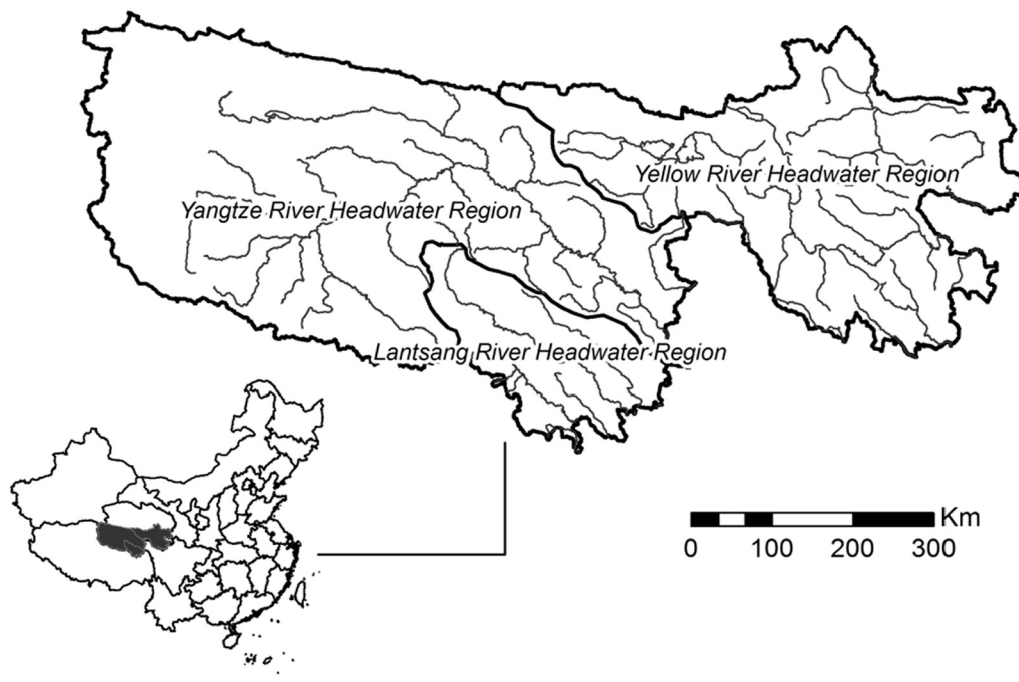 Yellow River Headwater Region
Yangtze River Headwater Region
Lantsang River Headwater Region
Km
0 100 200 300